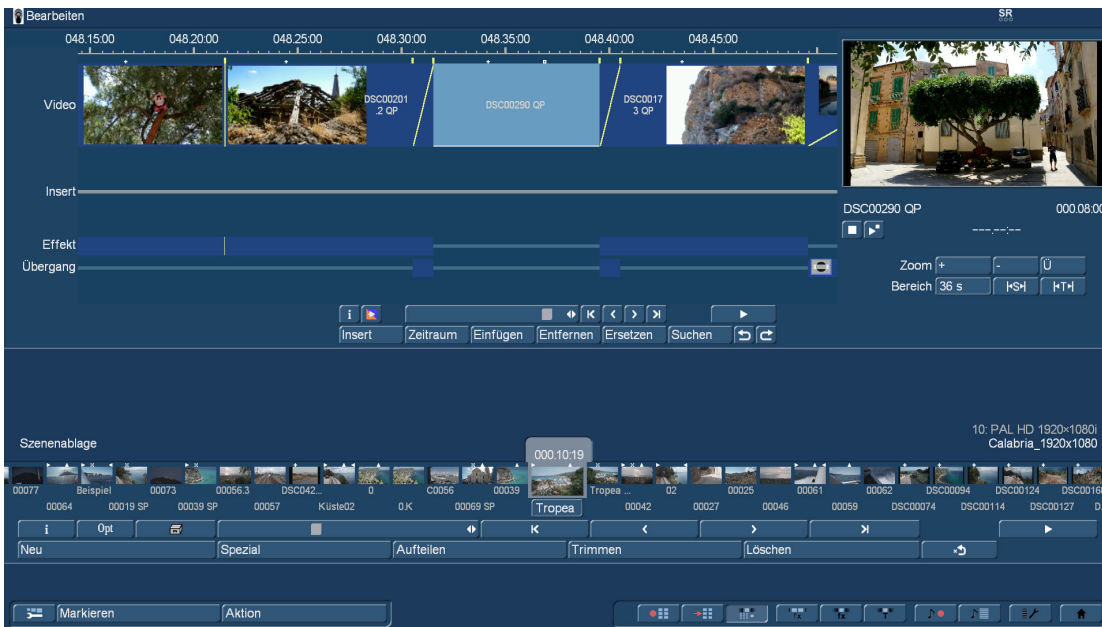 Bearbeiten
SR
048.15:00 048.20:00 048.25:00 048.30:00 048.35:00 048.40:00 048.45:00
Video
DSC00201
.2 QP
DSC00290 QP
DSC0017
3 QP
Insert
DSC00290 QP 000.08:00
---.--:--
Effekt
Übergang
Zoom + - Ü
Bereich 36 s |◂S▸| |◂T▸|
i
Insert Zeitraum Einfügen Entfernen Ersetzen Suchen
10: PAL HD 1920×1080i
Szenenablage Calabria_1920x1080
000.10:19
00077 Beispiel 00073 00056.3 DSC042... 0 C0056 00039 Tropea ... 02 00025 00061 00062 DSC00094 DSC00124 DSC0016
00064 00019 SP 00039 SP 00057 Küste02 0.K 00069 SP Tropea 00042 00027 00046 00059 DSC00074 DSC00114 DSC00127 D.
i Opt
Neu Spezial Aufteilen Trimmen Löschen
Markieren Aktion